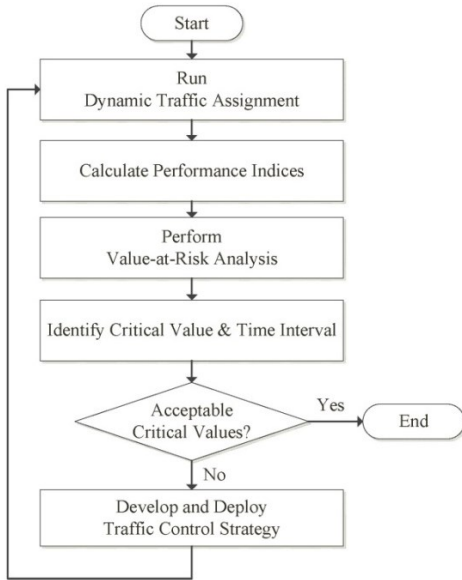 Start
Run
Dynamic Traffic Assignment
Calculate Performance Indices
Perform
Value-at-Risk Analysis
Identify Critical Value & Time Interval
Acceptable
Critical Values?
Yes
End
No
Develop and Deploy
Traffic Control Strategy